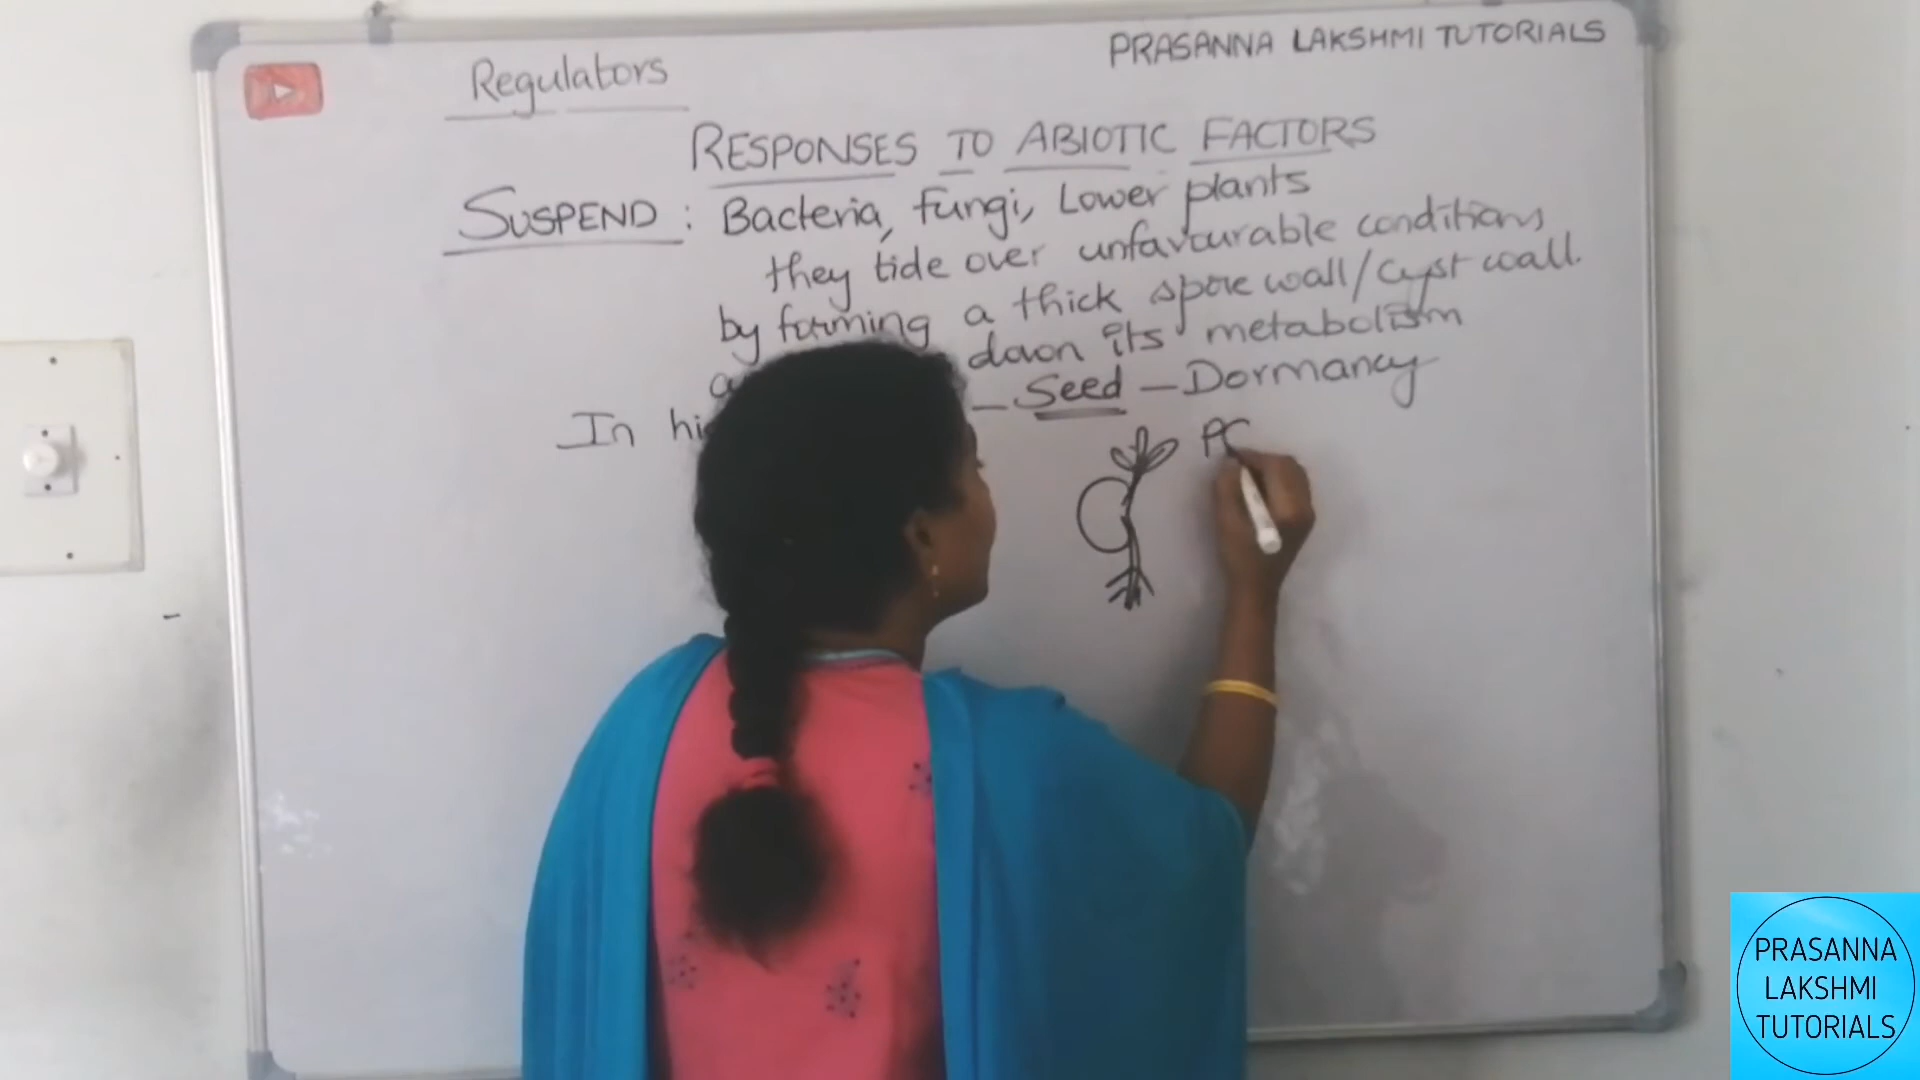 PRASANNA LAKSHMI TUTORIALS
Regulators
RESPONSES TO ABIOTIC FACTORS
SUSPEND : Bacteria, Fungi, Lower plants
they tide over unfavourable conditions
by forming a thick spore wall/cyst wall.
down its metabolism
In hi — Seed — Dormancy
PRASANNA
LAKSHMI
TUTORIALS